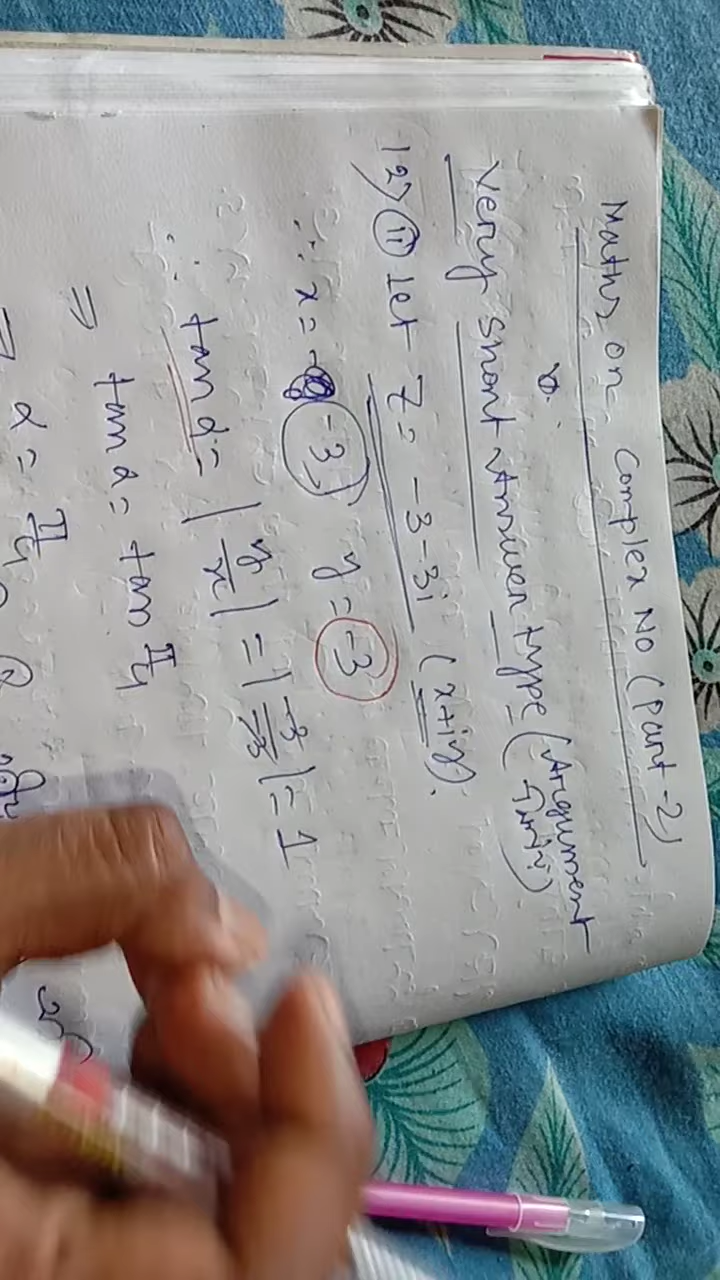 Maths on Complex No (Part-2)
Very Short Answer type (Argument
12) ii Let z = -3-3i (x+iy).
∴ x = -3, y = -3
∴ tan α = |y/x| = |-3/-3| = 1
⇒ tan α = tan π/4
⇒ α = π/4